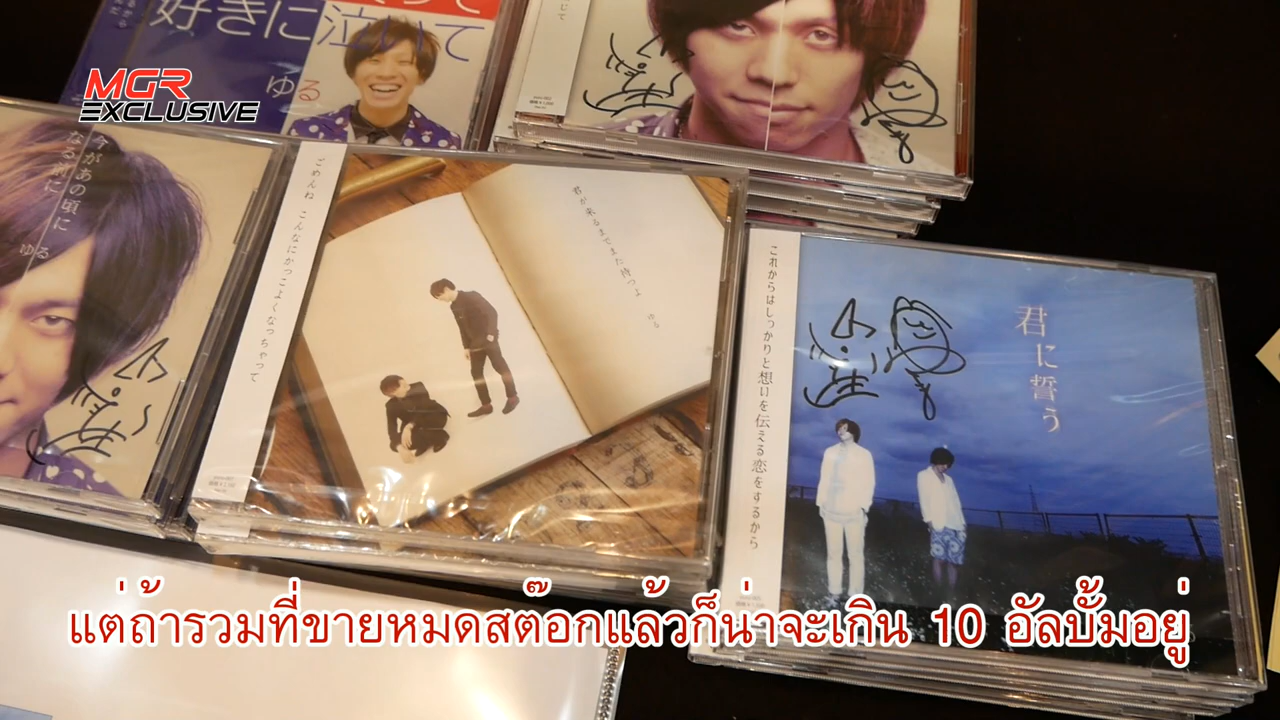 好きに泣いて
ゆる
MGR
EXCLUSIVE
今があの頃に
なる前に
ゆる
ごめんね こんなにかっこよくなっちゃって
君が来るまでまた待つよ
ゆる
これからはしっかりと想いを伝える恋をするから
君に誓う
แต่ถ้ารวมที่ขายหมดสต๊อกแล้วก็น่าจะเกิน 10 อัลบั้มอยู่